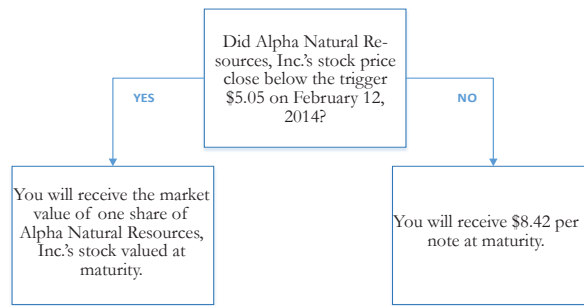 Did Alpha Natural Re-
sources, Inc.'s stock price
close below the trigger
$5.05 on February 12,
2014?
YES
NO
You will receive the market
value of one share of
Alpha Natural Resources,
Inc.'s stock valued at
maturity.
You will receive $8.42 per
note at maturity.